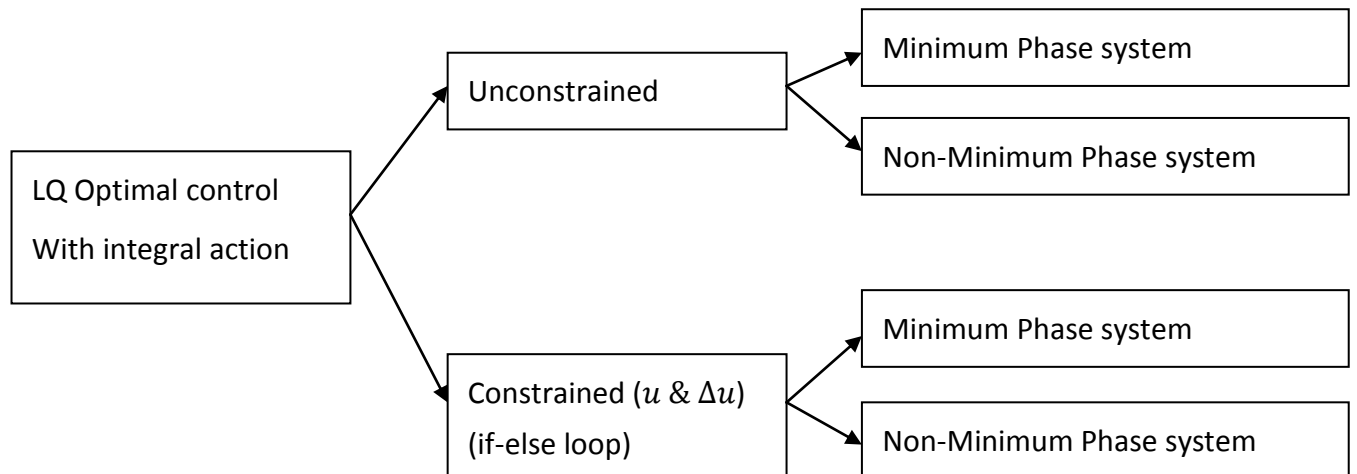 LQ Optimal control
With integral action
Unconstrained
Minimum Phase system
Non-Minimum Phase system
Constrained (𝑢 & Δ𝑢)
(if-else loop)
Minimum Phase system
Non-Minimum Phase system